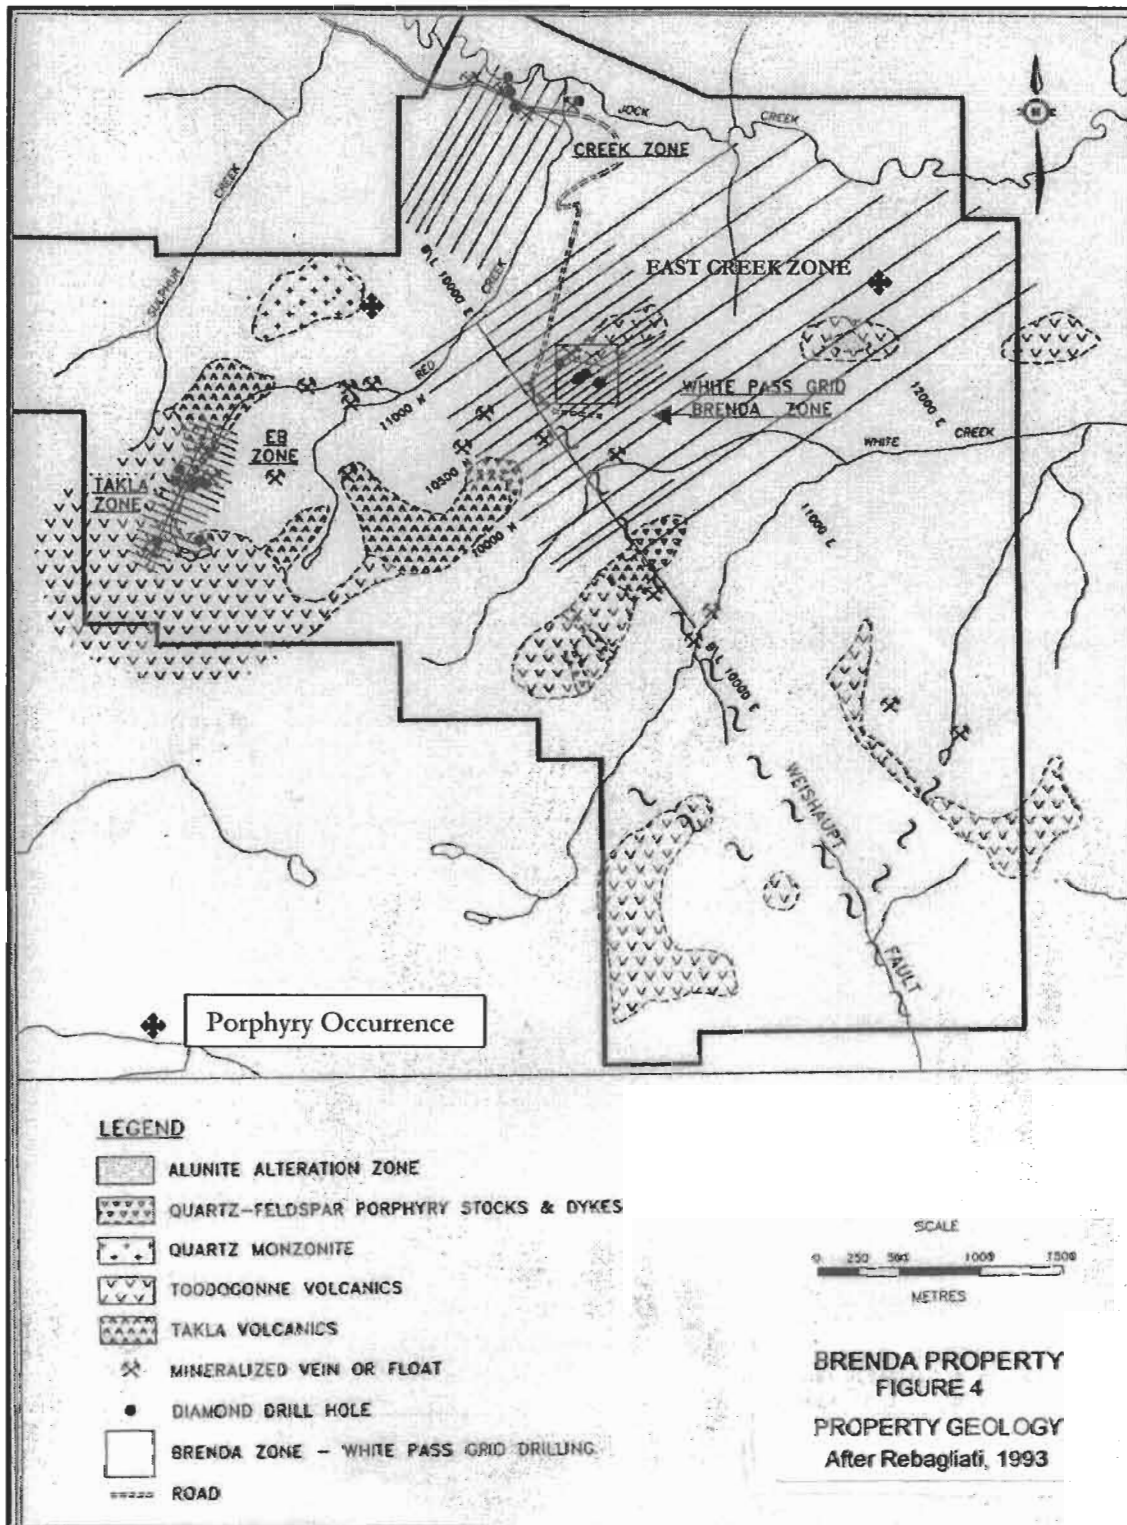 JOCK CREEK
CREEK ZONE
CREEK
SULPHUR
B\L 10000 E
CREEK
RED
EAST CREEK ZONE
WHITE PASS GRID
BRENDA ZONE
12000 E
11000 N
WHITE CREEK
EB
ZONE
TAKLA
ZONE
10500 N
10000 N
11000 E
B\L 10000 E
WEISHAUPT
FAULT
Porphyry Occurrence
LEGEND
ALUNITE ALTERATION ZONE
QUARTZ-FELDSPAR PORPHYRY STOCKS & DYKES
QUARTZ MONZONITE
TOODOGONNE VOLCANICS
TAKLA VOLCANICS
MINERALIZED VEIN OR FLOAT
DIAMOND DRILL HOLE
BRENDA ZONE - WHITE PASS GRID DRILLING
ROAD
SCALE
0 250 500 1000 1500
METRES
BRENDA PROPERTY
FIGURE 4
PROPERTY GEOLOGY
After Rebagliati, 1993